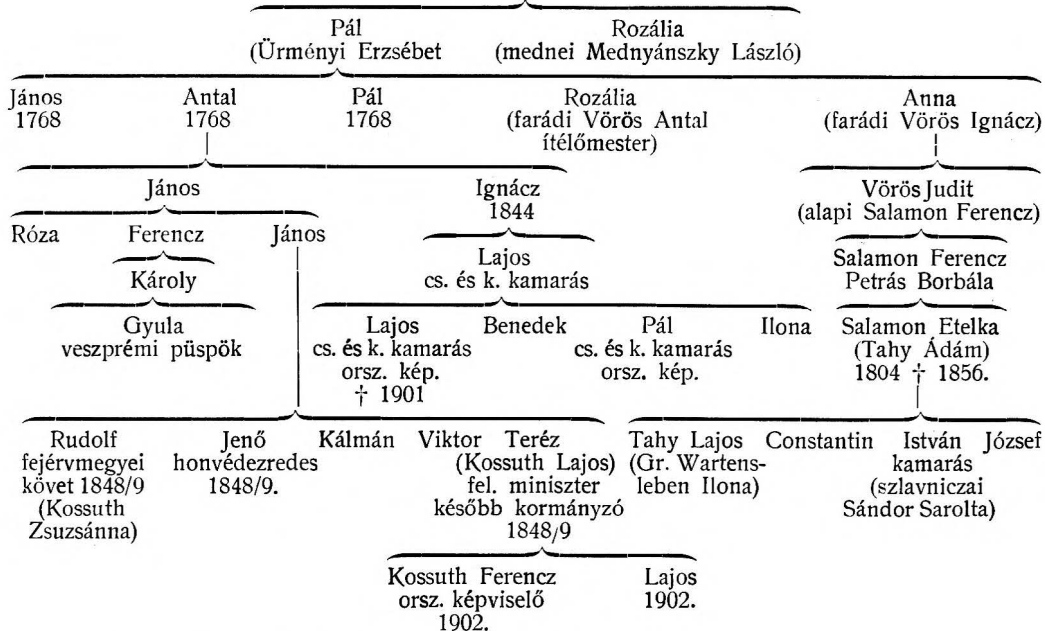 Pál Rozália
(Ürményi Erzsébet (mednei Mednyánszky László)
János Antal Pál Rozália Anna
1768 1768 1768 (farádi Vörös Antal (farádi Vörös Ignácz)
ítélőmester)
János Ignácz Vörös Judit
1844 (alapi Salamon Ferencz)
Róza Ferencz János
Lajos Salamon Ferencz
Károly cs. és k. kamarás Petrás Borbála
Gyula Lajos Benedek Pál Ilona Salamon Etelka
veszprémi püspök cs. és k. kamarás cs. és k. kamarás (Tahy Ádám)
orsz. kép. orsz. kép. 1804 † 1856.
† 1901
Rudolf Jenő Kálmán Viktor Teréz Tahy Lajos Constantin István József
fejérvmegyei honvédezredes (Kossuth Lajos) (Gr. Wartens- kamarás
követ 1848/9 1848/9. fel. miniszter leben Ilona) (szlavniczai
(Kossuth később kormányzó Sándor Sarolta)
Zsuzsánna) 1848/9
Kossuth Ferencz Lajos
orsz. képviselő 1902.
1902.